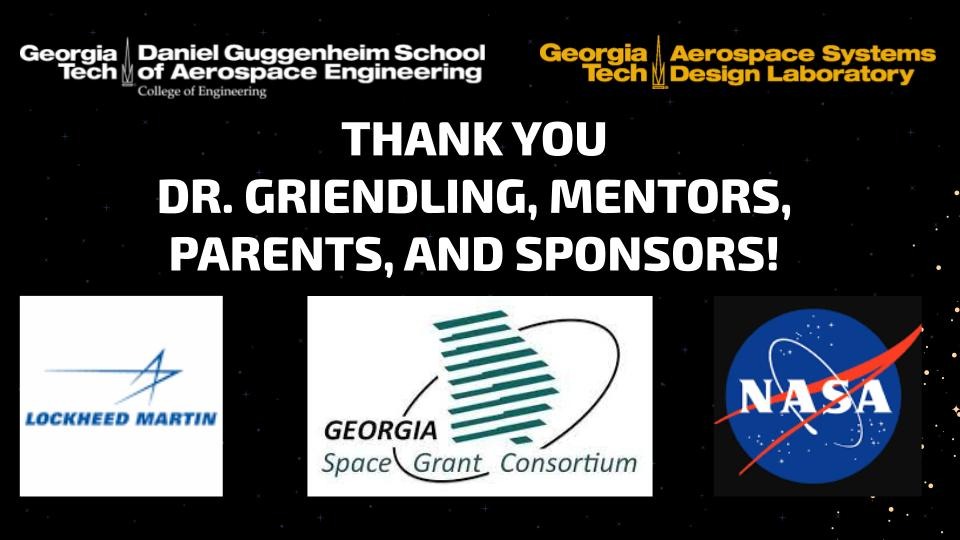 Georgia Tech
Daniel Guggenheim School
of Aerospace Engineering
College of Engineering
Georgia Tech
Aerospace Systems
Design Laboratory
THANK YOU
DR. GRIENDLING, MENTORS,
PARENTS, AND SPONSORS!
LOCKHEED MARTIN
GEORGIA
Space Grant Consortium
NASA